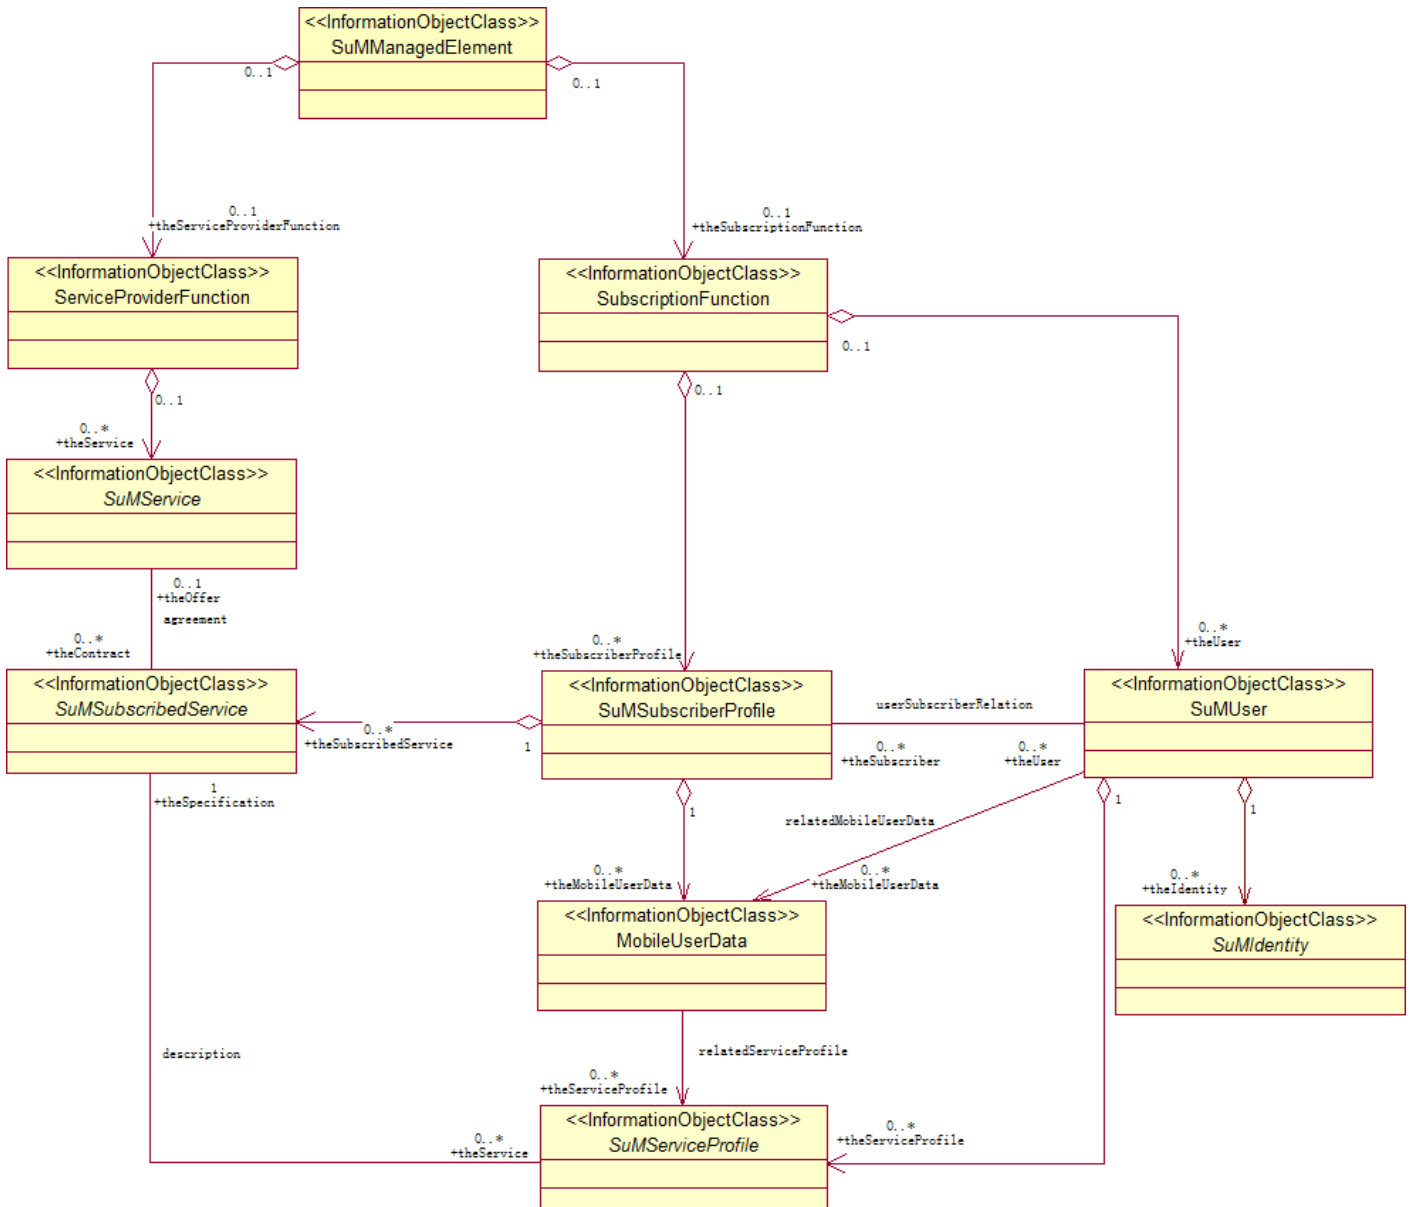 <<InformationObjectClass>>
SuMManagedElement
0..1
0..1
0..1
+theServiceProviderFunction
0..1
+theSubscriptionFunction
<<InformationObjectClass>>
ServiceProviderFunction
<<InformationObjectClass>>
SubscriptionFunction
0..1
0..1
0..1
0..*
+theService
<<InformationObjectClass>>
SuMService
0..1
+theOffer
agreement
0..*
+theContract
0..*
+theSubscriberProfile
0..*
+theUser
<<InformationObjectClass>>
SuMSubscribedService
<<InformationObjectClass>>
SuMSubscriberProfile
<<InformationObjectClass>>
SuMUser
userSubscriberRelation
0..*
+theSubscribedService
1
0..*
+theSubscriber
0..*
+theUser
1
+theSpecification
1
1
1
relatedMobileUserData
0..*
+theMobileUserData
0..*
+theMobileUserData
0..*
+theIdentity
<<InformationObjectClass>>
MobileUserData
<<InformationObjectClass>>
SuMIdentity
description
relatedServiceProfile
0..*
+theServiceProfile
<<InformationObjectClass>>
SuMServiceProfile
0..*
+theService
0..*
+theServiceProfile